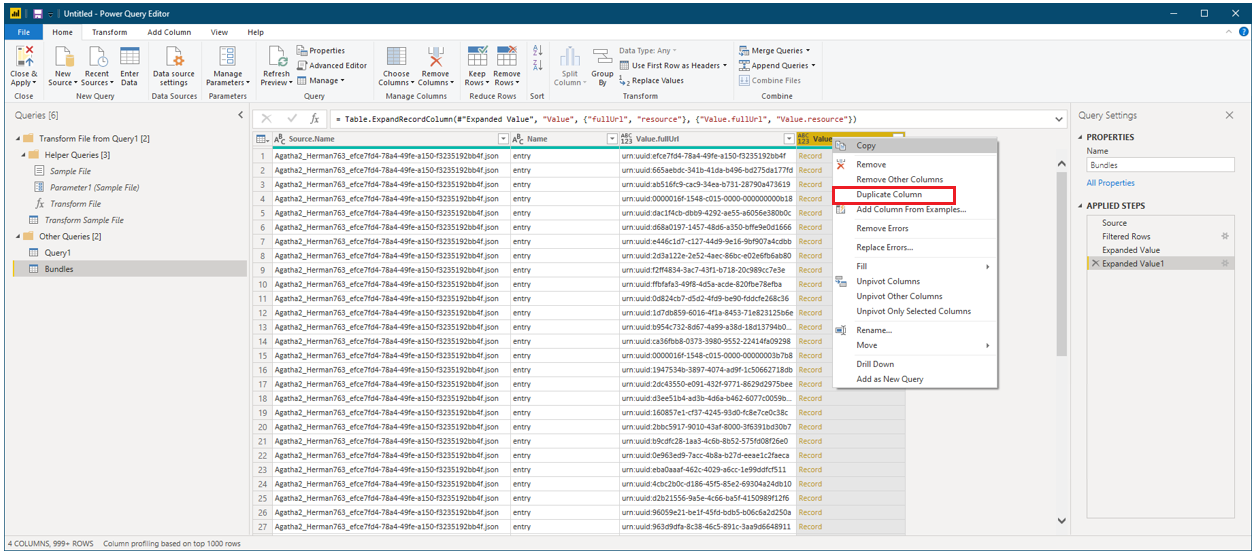 Untitled - Power Query Editor
File Home Transform Add Column View Help
Close & Apply
New Source
Recent Sources
Enter Data
Data source settings
Manage Parameters
Refresh Preview
Properties
Advanced Editor
Manage
Choose Columns
Remove Columns
Keep Rows
Remove Rows
Split Column
Group By
Data Type: Any
Use First Row as Headers
Replace Values
Merge Queries
Append Queries
Combine Files
Close New Query Data Sources Parameters Query Manage Columns Reduce Rows Sort Transform Combine
Queries [6]
Transform File from Query1 [2]
Helper Queries [3]
Sample File
Parameter1 (Sample File)
Transform File
Transform Sample File
Other Queries [2]
Query1
Bundles
= Table.ExpandRecordColumn(#"Expanded Value", "Value", {"fullUrl", "resource"}, {"Value.fullUrl", "Value.resource"})
Source.Name Name Value.fullUrl Value
1 Agatha2_Herman763_efce7fd4-78a4-49fe-a150-f3235192bb4f.json entry urn:uuid:efce7fd4-78a4-49fe-a150-f3235192bb4f Record
2 Agatha2_Herman763_efce7fd4-78a4-49fe-a150-f3235192bb4f.json entry urn:uuid:665aebdc-341b-41da-b496-bd275da177fd Record
3 Agatha2_Herman763_efce7fd4-78a4-49fe-a150-f3235192bb4f.json entry urn:uuid:ab516fc9-cac9-34ea-b731-28790a473619 Record
4 Agatha2_Herman763_efce7fd4-78a4-49fe-a150-f3235192bb4f.json entry urn:uuid:0000016f-1548-c015-0000-000000000b18 Record
5 Agatha2_Herman763_efce7fd4-78a4-49fe-a150-f3235192bb4f.json entry urn:uuid:dac1f4cb-dbb9-4292-ae55-a6056e380b0c Record
6 Agatha2_Herman763_efce7fd4-78a4-49fe-a150-f3235192bb4f.json entry urn:uuid:d68a0197-1457-48d6-a350-bffe9e0d1666 Record
7 Agatha2_Herman763_efce7fd4-78a4-49fe-a150-f3235192bb4f.json entry urn:uuid:e446c1d7-c127-44d9-9e16-9bf907a4cdbb Record
8 Agatha2_Herman763_efce7fd4-78a4-49fe-a150-f3235192bb4f.json entry urn:uuid:2d3a122e-2e52-4aec-86bc-e02e6fb6ab80 Record
9 Agatha2_Herman763_efce7fd4-78a4-49fe-a150-f3235192bb4f.json entry urn:uuid:f2ff4834-3ac7-43f1-b718-20c989cc7e3e Record
10 Agatha2_Herman763_efce7fd4-78a4-49fe-a150-f3235192bb4f.json entry urn:uuid:ffbfafa3-49f8-4d5a-acde-820fbe78efba Record
11 Agatha2_Herman763_efce7fd4-78a4-49fe-a150-f3235192bb4f.json entry urn:uuid:0d824cb7-d5d2-4fd9-be90-fddcfe268c36 Record
12 Agatha2_Herman763_efce7fd4-78a4-49fe-a150-f3235192bb4f.json entry urn:uuid:1d7db859-6016-4f1a-8453-71e823125b6e Record
13 Agatha2_Herman763_efce7fd4-78a4-49fe-a150-f3235192bb4f.json entry urn:uuid:b954c732-8d67-4a99-a38d-18d13794b0... Record
14 Agatha2_Herman763_efce7fd4-78a4-49fe-a150-f3235192bb4f.json entry urn:uuid:ca36fbb8-0373-3980-9552-22414fa09298 Record
15 Agatha2_Herman763_efce7fd4-78a4-49fe-a150-f3235192bb4f.json entry urn:uuid:0000016f-1548-c015-0000-00000003b7b8 Record
16 Agatha2_Herman763_efce7fd4-78a4-49fe-a150-f3235192bb4f.json entry urn:uuid:1947534b-3897-4074-ad9f-1c50662718db Record
17 Agatha2_Herman763_efce7fd4-78a4-49fe-a150-f3235192bb4f.json entry urn:uuid:2dc43550-e091-432f-9771-8629d2975bee Record
18 Agatha2_Herman763_efce7fd4-78a4-49fe-a150-f3235192bb4f.json entry urn:uuid:d3ee51b4-ad3b-4d6a-b462-6077c0059b... Record
19 Agatha2_Herman763_efce7fd4-78a4-49fe-a150-f3235192bb4f.json entry urn:uuid:160857e1-cf37-4245-93d0-fc8e7ce0c38c Record
20 Agatha2_Herman763_efce7fd4-78a4-49fe-a150-f3235192bb4f.json entry urn:uuid:2bbc5917-9010-43af-8000-3f6391bd30b7 Record
21 Agatha2_Herman763_efce7fd4-78a4-49fe-a150-f3235192bb4f.json entry urn:uuid:b9cdfc28-1aa3-4c6b-8b52-575fd08f26e0 Record
22 Agatha2_Herman763_efce7fd4-78a4-49fe-a150-f3235192bb4f.json entry urn:uuid:0e963ed9-7acc-4b8a-b27d-eeae1c2faeca Record
23 Agatha2_Herman763_efce7fd4-78a4-49fe-a150-f3235192bb4f.json entry urn:uuid:eba0aaaf-462c-4029-a6cc-1e99ddfcf511 Record
24 Agatha2_Herman763_efce7fd4-78a4-49fe-a150-f3235192bb4f.json entry urn:uuid:4cbc2b0c-d186-45f5-85e2-69304a24db10 Record
25 Agatha2_Herman763_efce7fd4-78a4-49fe-a150-f3235192bb4f.json entry urn:uuid:d2b21556-9a5e-4c66-ba5f-4150989f12f6 Record
26 Agatha2_Herman763_efce7fd4-78a4-49fe-a150-f3235192bb4f.json entry urn:uuid:96059e21-be1f-45fd-bdb5-b06c6a2d250a Record
27 Agatha2_Herman763_efce7fd4-78a4-49fe-a150-f3235192bb4f.json entry urn:uuid:963d9dfa-8c38-46c5-891c-3aa9d6648911 Record
Copy
Remove
Remove Other Columns
Duplicate Column
Add Column From Examples...
Remove Errors
Replace Errors...
Fill
Unpivot Columns
Unpivot Other Columns
Unpivot Only Selected Columns
Rename...
Move
Drill Down
Add as New Query
Query Settings
PROPERTIES
Name
Bundles
All Properties
APPLIED STEPS
Source
Filtered Rows
Expanded Value
Expanded Value1
4 COLUMNS, 999+ ROWS Column profiling based on top 1000 rows